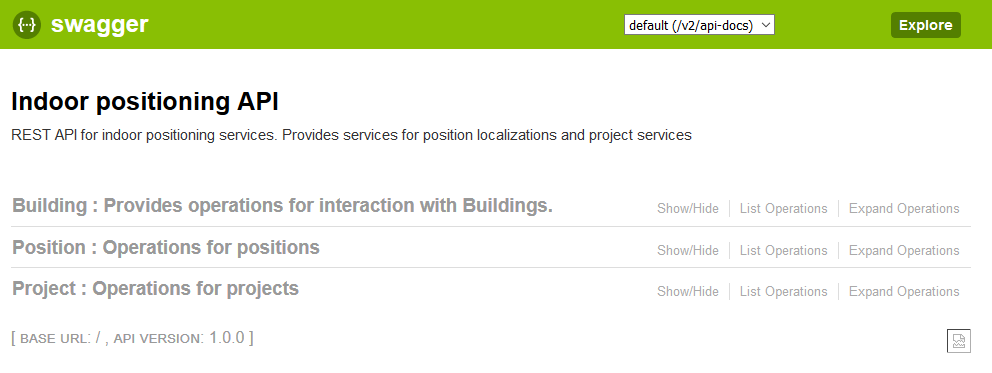 swagger default (/v2/api-docs) Explore
Indoor positioning API
REST API for indoor positioning services. Provides services for position localizations and project services
Building : Provides operations for interaction with Buildings. Show/Hide List Operations Expand Operations
Position : Operations for positions Show/Hide List Operations Expand Operations
Project : Operations for projects Show/Hide List Operations Expand Operations
[ BASE URL: / , API VERSION: 1.0.0 ]